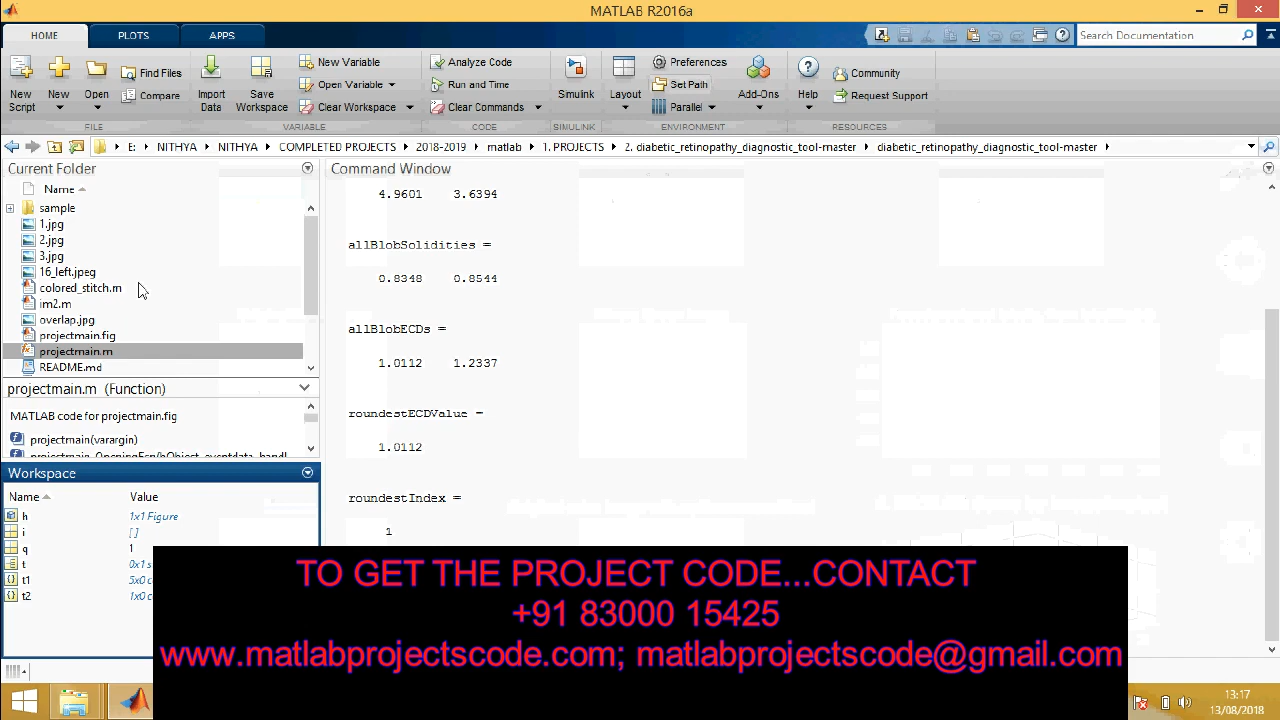 MATLAB R2016a
HOME
PLOTS
APPS
Search Documentation
New Script
New
Open
Find Files
Compare
Import Data
Save Workspace
New Variable
Open Variable
Clear Workspace
Analyze Code
Run and Time
Clear Commands
Simulink
Layout
Preferences
Set Path
Parallel
Add-Ons
Help
Community
Request Support
FILE
VARIABLE
CODE
SIMULINK
ENVIRONMENT
RESOURCES
E: NITHYA NITHYA COMPLETED PROJECTS 2018-2019 matlab 1. PROJECTS 2. diabetic_retinopathy_diagnostic_tool-master diabetic_retinopathy_diagnostic_tool-master
Current Folder
Name
sample
1.jpg
2.jpg
3.jpg
16_left.jpeg
colored_stitch.m
im2.m
overlap.jpg
projectmain.fig
projectmain.m
README.md
projectmain.m (Function)
MATLAB code for projectmain.fig
projectmain(varargin)
Workspace
Name Value
h 1x1 Figure
i []
q 1
t 0x1 s
t1 5x0 c
t2 1x0 c
Command Window
4.9601 3.6394
allBlobSolidities =
0.8348 0.8544
allBlobECDs =
1.0112 1.2337
roundestECDValue =
1.0112
roundestIndex =
1
TO GET THE PROJECT CODE...CONTACT
+91 83000 15425
www.matlabprojectscode.com; matlabprojectscode@gmail.com
13:17
13/08/2018